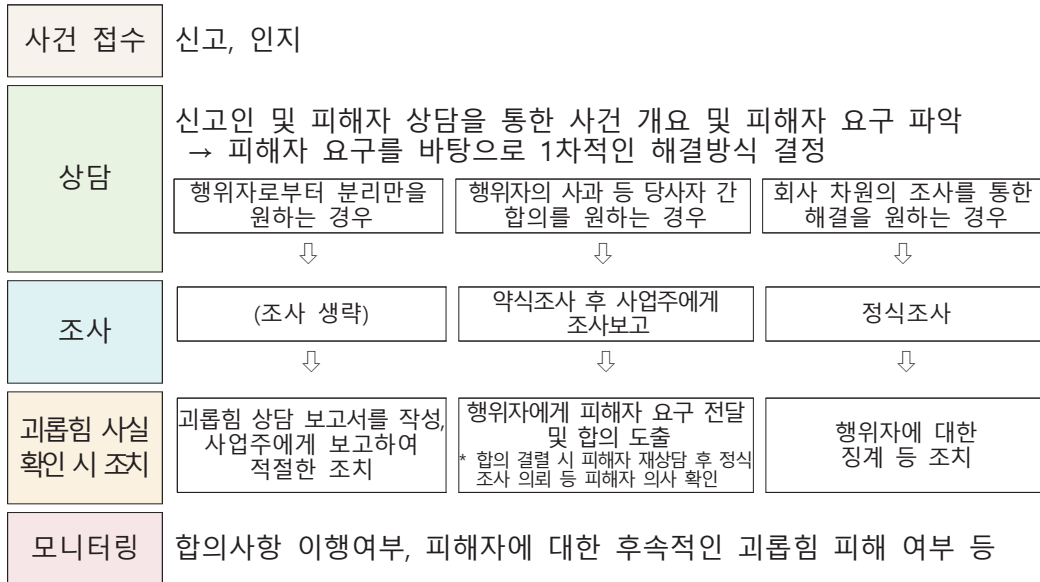 사건 접수
신고, 인지
상담
신고인 및 피해자 상담을 통한 사건 개요 및 피해자 요구 파악
→ 피해자 요구를 바탕으로 1차적인 해결방식 결정
행위자로부터 분리만을
원하는 경우
행위자의 사과 등 당사자 간
합의를 원하는 경우
회사 차원의 조사를 통한
해결을 원하는 경우
⇩ ⇩ ⇩
조사
(조사 생략)
약식조사 후 사업주에게
조사보고
정식조사
⇩ ⇩ ⇩
괴롭힘 사실
확인 시 조치
괴롭힘 상담 보고서를 작성,
사업주에게 보고하여
적절한 조치
행위자에게 피해자 요구 전달
및 합의 도출
* 합의 결렬 시 피해자 재상담 후 정식
조사 의뢰 등 피해자 의사 확인
행위자에 대한
징계 등 조치
모니터링
합의사항 이행여부, 피해자에 대한 후속적인 괴롭힘 피해 여부 등